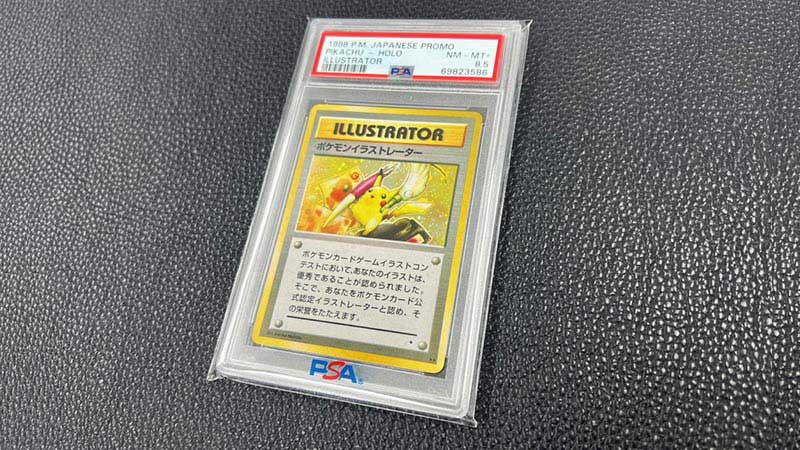 1998 P.M. JAPANESE PROMO
PIKACHU - HOLO NM-MT+
ILLUSTRATOR 8.5
PSA 69823586
ILLUSTRATOR
ポケモンイラストレーター
ポケモンカードゲームイラストコン
テストにおいて、あなたのイラストは、
優秀であることが認められました。
そこで、あなたをポケモンカード公
式認定イラストレーターと認め、そ
の栄誉をたたえます。
PSA